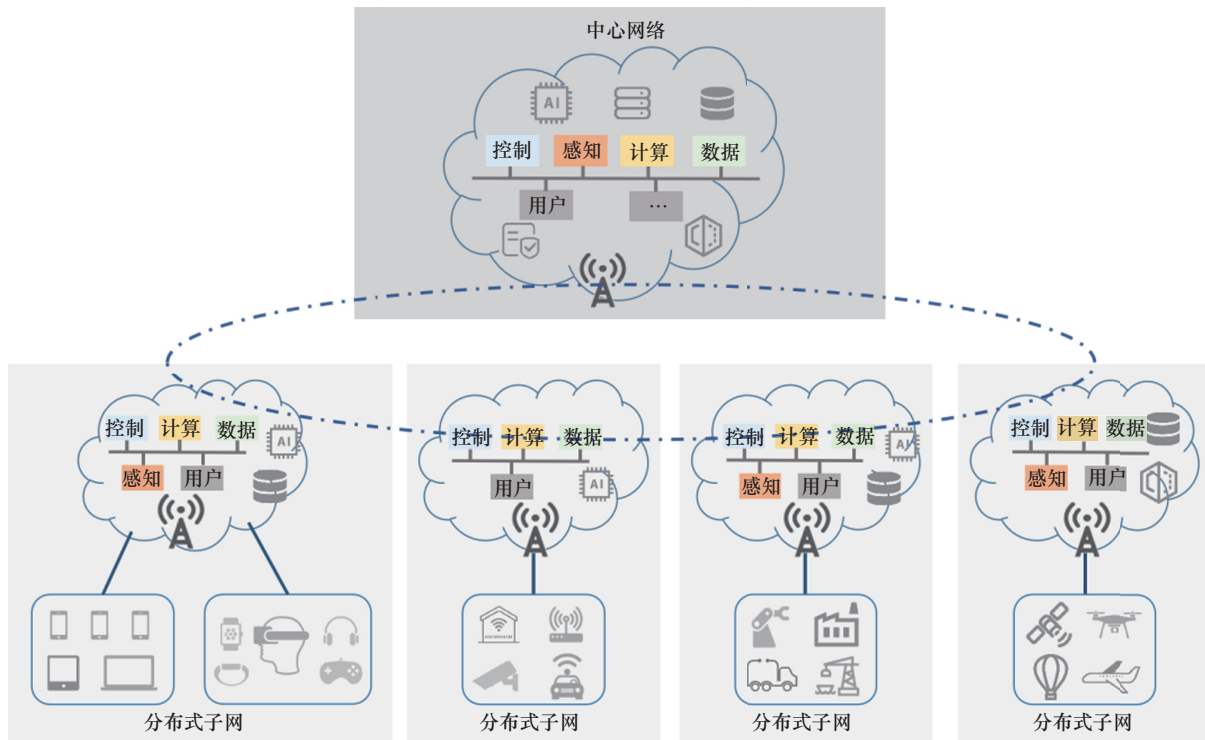 中心网络
AI
控制 感知 计算 数据
用户 …
控制 计算 数据
AI
感知 用户
分布式子网
控制 计算 数据
用户
AI
分布式子网
控制 计算 数据
AI
感知 用户
分布式子网
控制 计算 数据
感知 用户
分布式子网